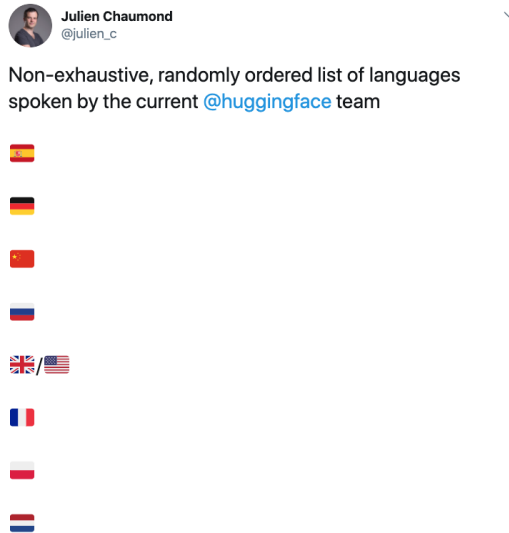 Julien Chaumond
@julien_c
Non-exhaustive, randomly ordered list of languages
spoken by the current @huggingface team
🇪🇸
🇩🇪
🇨🇳
🇷🇺
🇬🇧/🇺🇸
🇫🇷
🇵🇱
🇳🇱